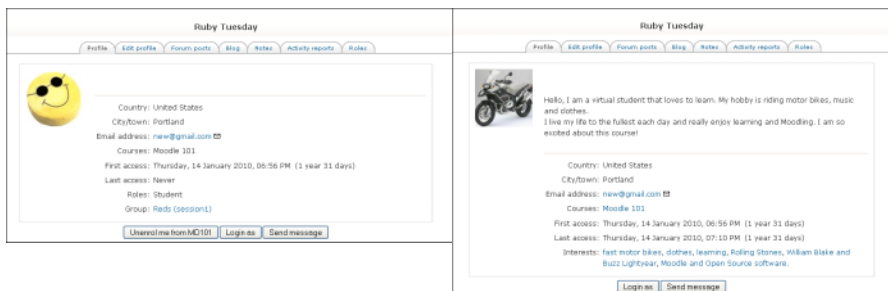 Ruby Tuesday
Profile Edit profile Forum posts Blog Notes Activity reports Roles
Country: United States
City/town: Portland
Email address: new@gmail.com
Courses: Moodle 101
First access: Thursday, 14 January 2010, 06:56 PM (1 year 31 days)
Last access: Never
Roles: Student
Group: Reds (session1)
Unenrol me from MD101 Login as Send message
Ruby Tuesday
Profile Edit profile Forum posts Blog Notes Activity reports Roles
Hello, I am a virtual student that loves to learn. My hobby is riding motor bikes, music
and clothes.
I live my life to the fullest each day and really enjoy learning and Moodling. I am so
excited about this course!
Country: United States
City/town: Portland
Email address: new@gmail.com
Courses: Moodle 101
First access: Thursday, 14 January 2010, 06:56 PM (1 year 31 days)
Last access: Thursday, 14 January 2010, 07:10 PM (1 year 31 days)
Interests: fast motor bikes, clothes, learning, Rolling Stones, William Blake and
Buzz Lightyear, Moodle and Open Source software.
Login as Send message